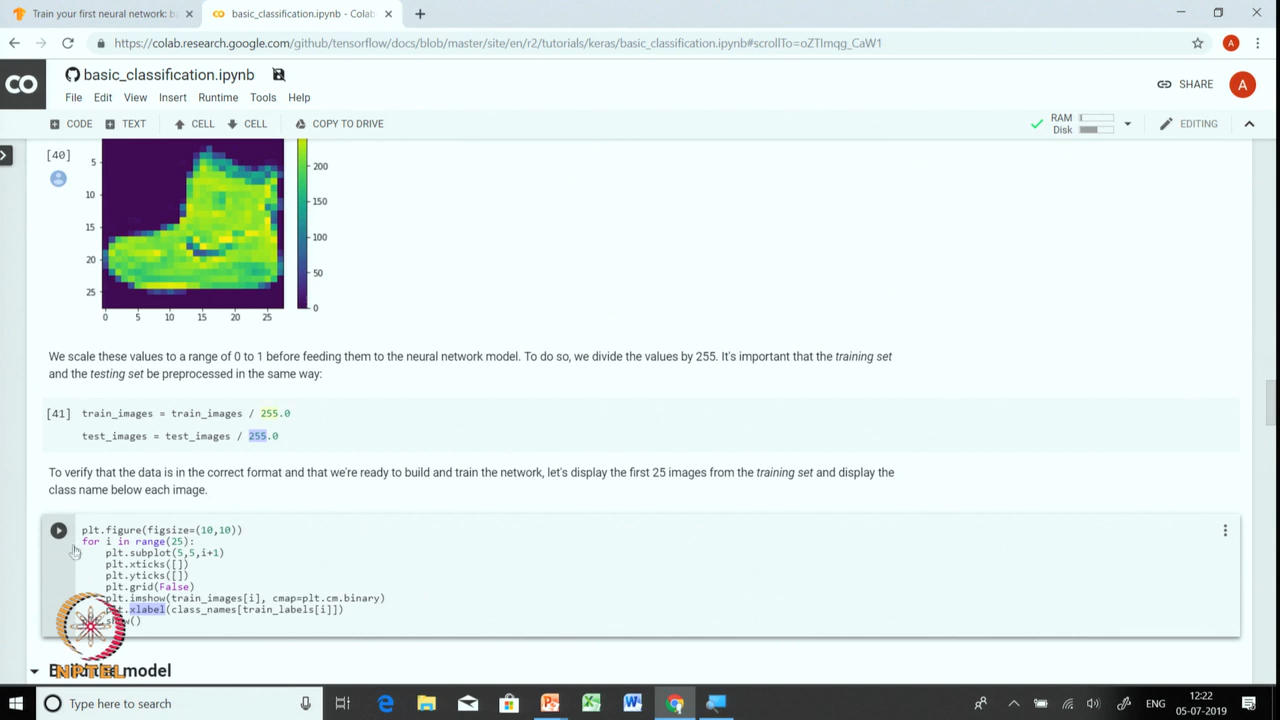 Train your first neural network: ba
basic_classification.ipynb - Colab
https://colab.research.google.com/github/tensorflow/docs/blob/master/site/en/r2/tutorials/keras/basic_classification.ipynb#scrollTo=oZTImqg_CaW1
A
CO
basic_classification.ipynb
SHARE
A
File Edit View Insert Runtime Tools Help
CODE TEXT CELL CELL COPY TO DRIVE
RAM
Disk
EDITING
[40]
5
10
15
20
25
0 5 10 15 20 25
200
150
100
50
0
We scale these values to a range of 0 to 1 before feeding them to the neural network model. To do so, we divide the values by 255. It's important that the training set
and the testing set be preprocessed in the same way:
[41] train_images = train_images / 255.0
test_images = test_images / 255.0
To verify that the data is in the correct format and that we're ready to build and train the network, let's display the first 25 images from the training set and display the
class name below each image.
plt.figure(figsize=(10,10))
for i in range(25):
plt.subplot(5,5,i+1)
plt.xticks([])
plt.yticks([])
plt.grid(False)
plt.imshow(train_images[i], cmap=plt.cm.binary)
plt.xlabel(class_names[train_labels[i]])
show()
NPTEL
model
Type here to search
ENG
12:22
05-07-2019